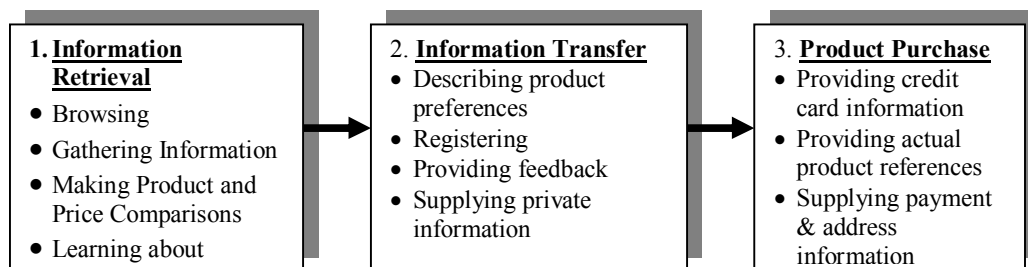 1. Information
Retrieval
• Browsing
• Gathering Information
• Making Product and
Price Comparisons
• Learning about
2. Information Transfer
• Describing product
preferences
• Registering
• Providing feedback
• Supplying private
information
3. Product Purchase
• Providing credit
card information
• Providing actual
product references
• Supplying payment
& address
information